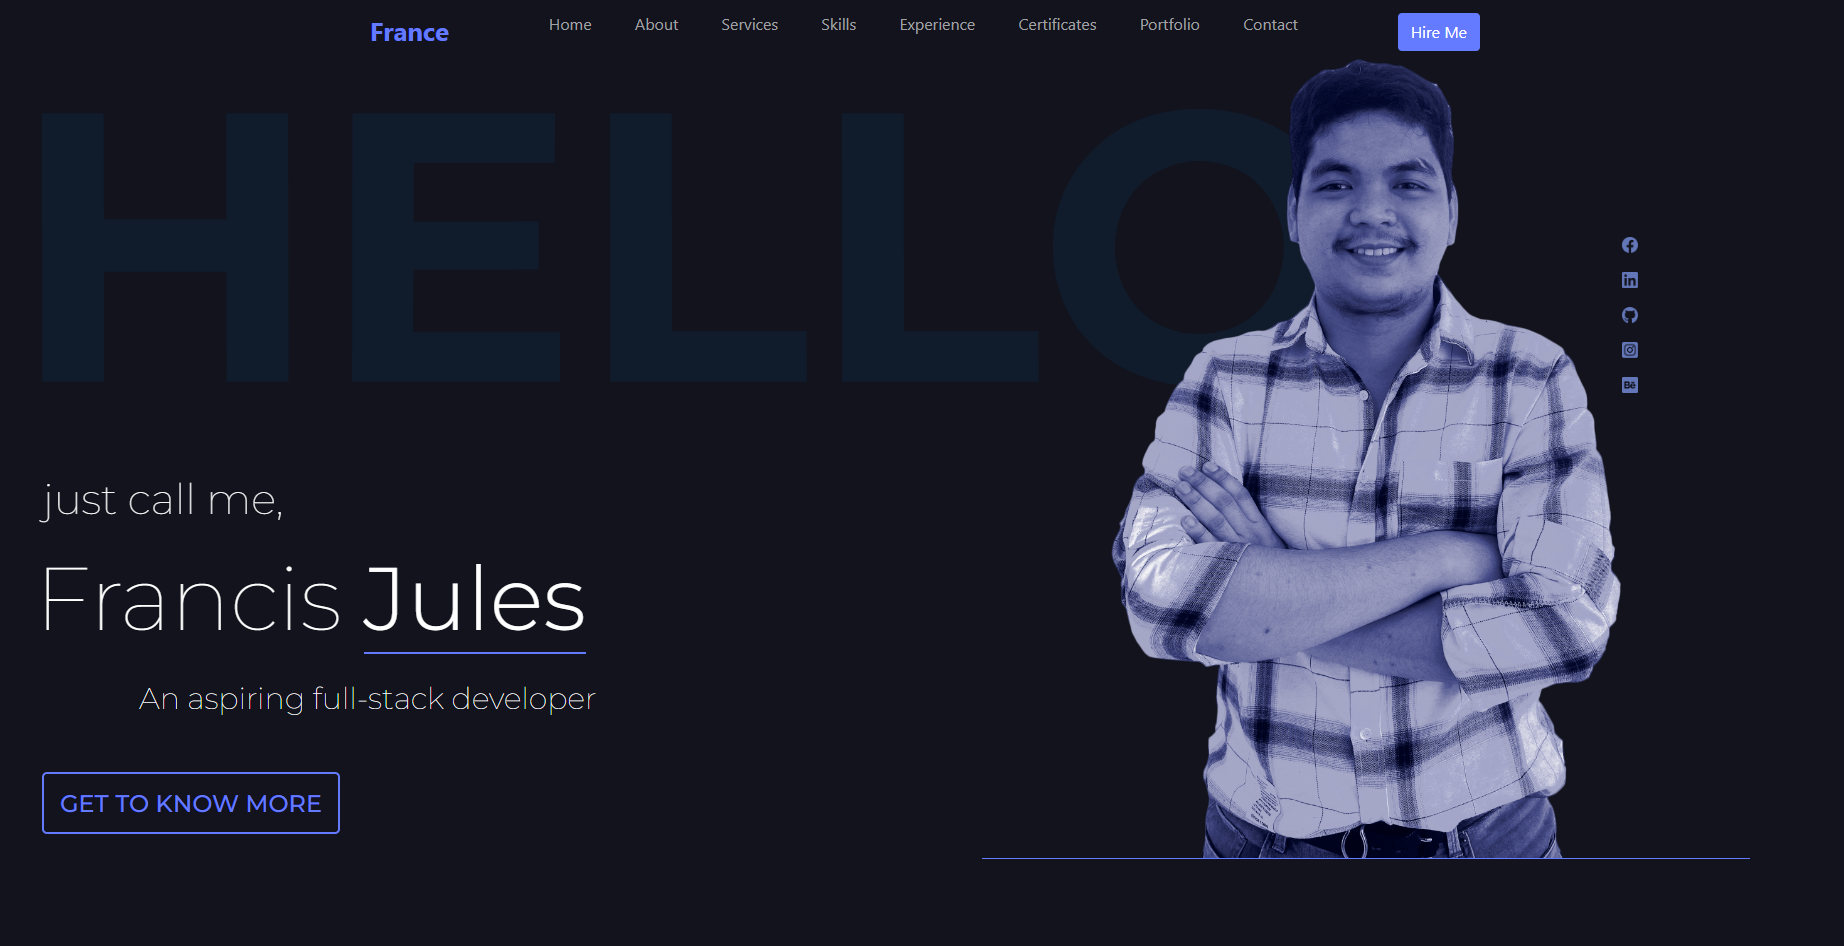 France
Home About Services Skills Experience Certificates Portfolio Contact
Hire Me
HELLO
just call me,
Francis Jules
An aspiring full-stack developer
GET TO KNOW MORE